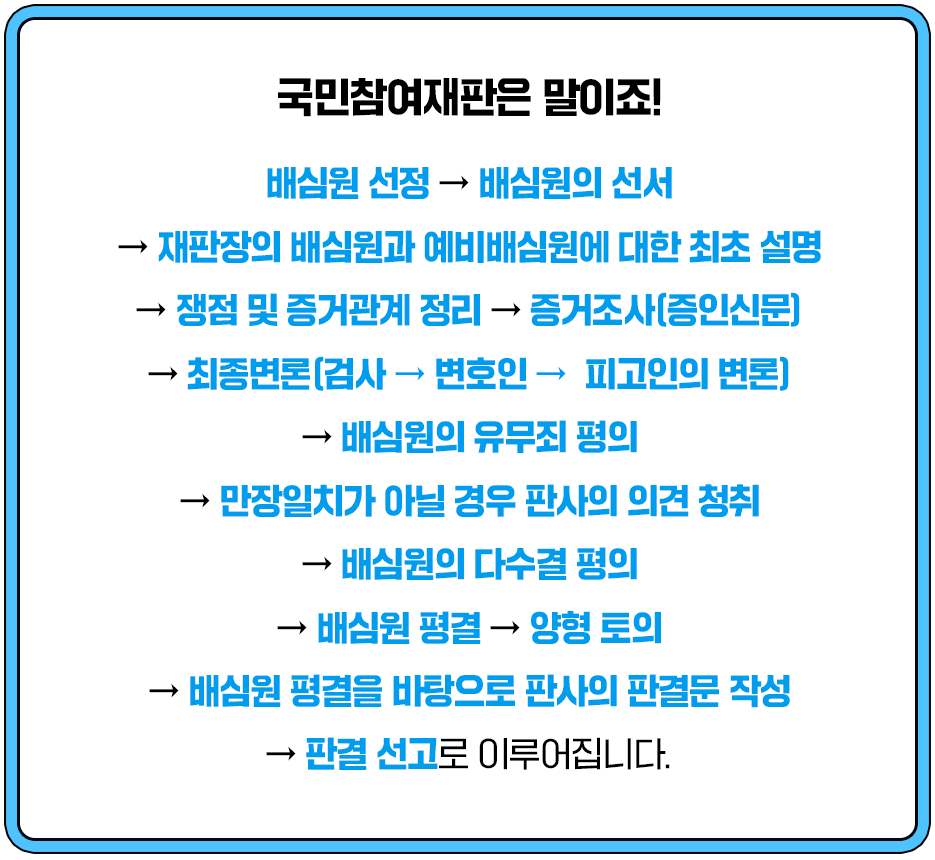 국민참여재판은 말이죠!
배심원 선정 → 배심원의 선서
→ 재판장의 배심원과 예비배심원에 대한 최초 설명
→ 쟁점 및 증거관계 정리 → 증거조사(증인신문)
→ 최종변론(검사 → 변호인 → 피고인의 변론)
→ 배심원의 유무죄 평의
→ 만장일치가 아닐 경우 판사의 의견 청취
→ 배심원의 다수결 평의
→ 배심원 평결 → 양형 토의
→ 배심원 평결을 바탕으로 판사의 판결문 작성
→ 판결 선고로 이루어집니다.